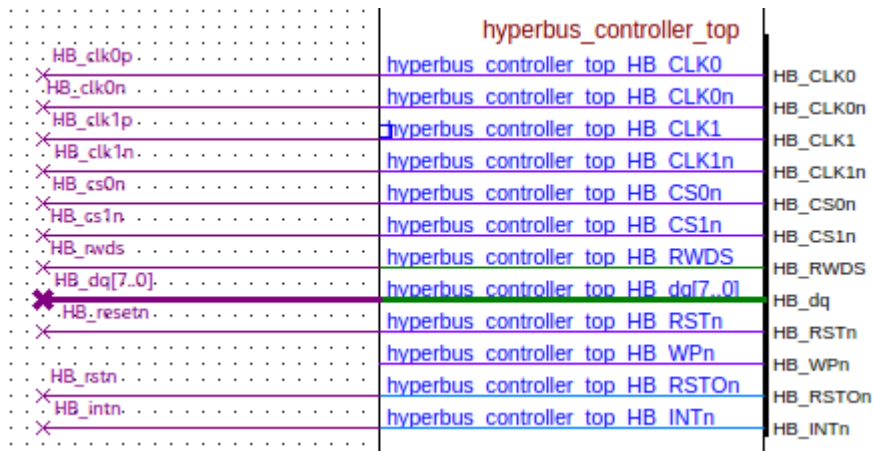 hyperbus_controller_top
HB_clk0p hyperbus_controller_top_HB_CLK0 HB_CLK0
HB_clk0n hyperbus_controller_top_HB_CLK0n HB_CLK0n
HB_clk1p hyperbus_controller_top_HB_CLK1 HB_CLK1
HB_clk1n hyperbus_controller_top_HB_CLK1n HB_CLK1n
HB_cs0n hyperbus_controller_top_HB_CS0n HB_CS0n
HB_cs1n hyperbus_controller_top_HB_CS1n HB_CS1n
HB_rwds hyperbus_controller_top_HB_RWDS HB_RWDS
HB_dq[7..0] hyperbus_controller_top_HB_dq[7..0] HB_dq
HB_resetn hyperbus_controller_top_HB_RSTn HB_RSTn
hyperbus_controller_top_HB_WPn HB_WPn
HB_rstn hyperbus_controller_top_HB_RSTOn HB_RSTOn
HB_intn hyperbus_controller_top_HB_INTn HB_INTn